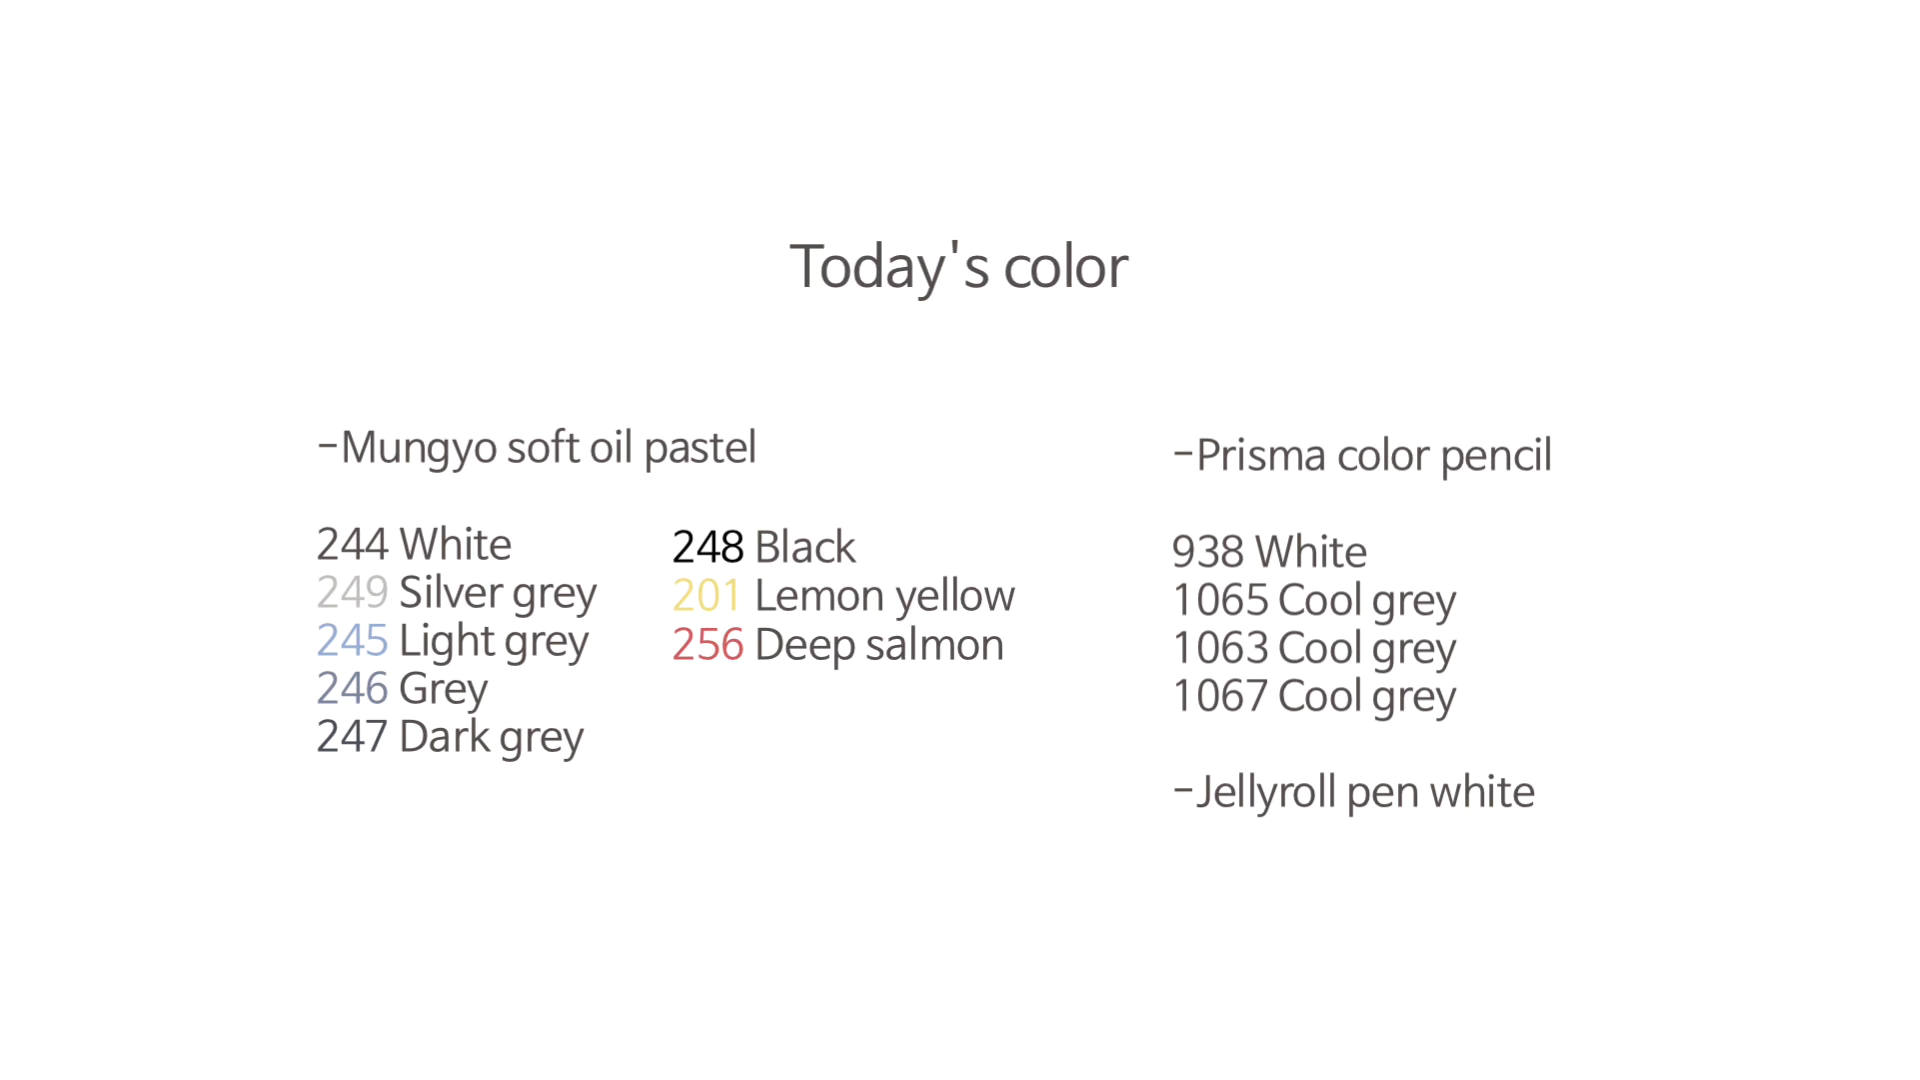 Today's color
-Mungyo soft oil pastel
244 White
249 Silver grey
245 Light grey
246 Grey
247 Dark grey
248 Black
201 Lemon yellow
256 Deep salmon
-Prisma color pencil
938 White
1065 Cool grey
1063 Cool grey
1067 Cool grey
-Jellyroll pen white